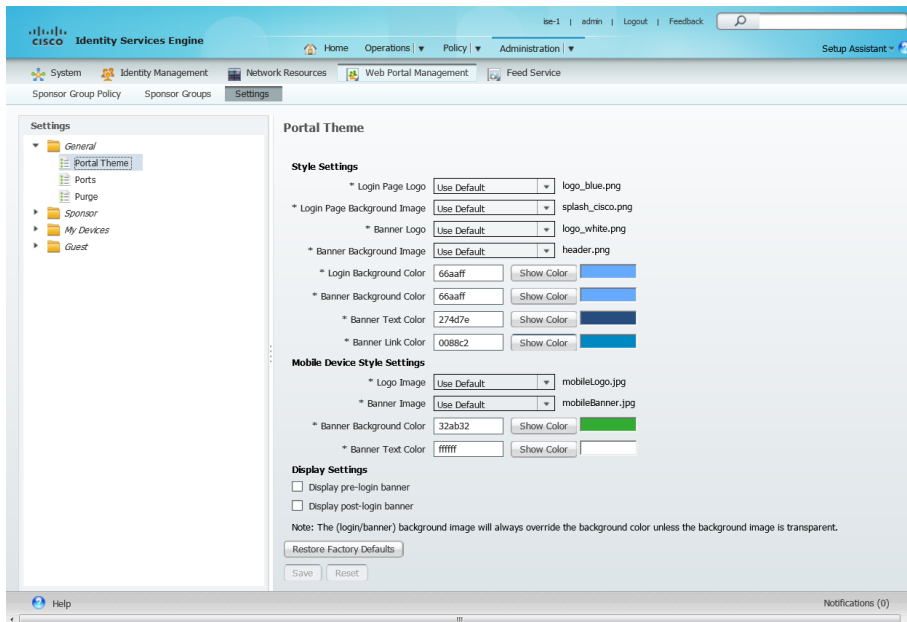 ise-1 | admin | Logout | Feedback
CISCO Identity Services Engine
Home Operations | Policy | Administration | Setup Assistant
System Identity Management Network Resources Web Portal Management Feed Service
Sponsor Group Policy Sponsor Groups Settings
Settings
General
Portal Theme
Ports
Purge
Sponsor
My Devices
Guest
Portal Theme
Style Settings
* Login Page Logo Use Default logo_blue.png
* Login Page Background Image Use Default splash_cisco.png
* Banner Logo Use Default logo_white.png
* Banner Background Image Use Default header.png
* Login Background Color 66aaff Show Color
* Banner Background Color 66aaff Show Color
* Banner Text Color 274d7e Show Color
* Banner Link Color 0088c2 Show Color
Mobile Device Style Settings
* Logo Image Use Default mobileLogo.jpg
* Banner Image Use Default mobileBanner.jpg
* Banner Background Color 32ab32 Show Color
* Banner Text Color ffffff Show Color
Display Settings
Display pre-login banner
Display post-login banner
Note: The (login/banner) background image will always override the background color unless the background image is transparent.
Restore Factory Defaults
Save Reset
Help Notifications (0)